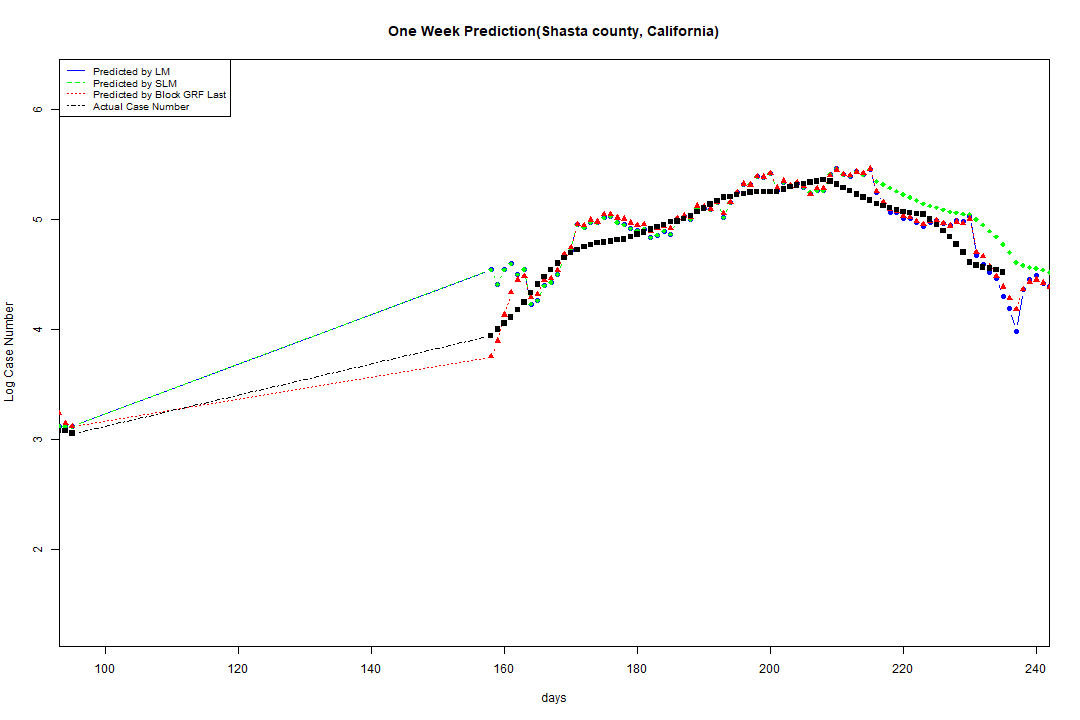 One Week Prediction(Shasta county, California)
Predicted by LM
Predicted by SLM
Predicted by Block GRF Last
Actual Case Number
6
5
4
3
2
Log Case Number
100 120 140 160 180 200 220 240
days